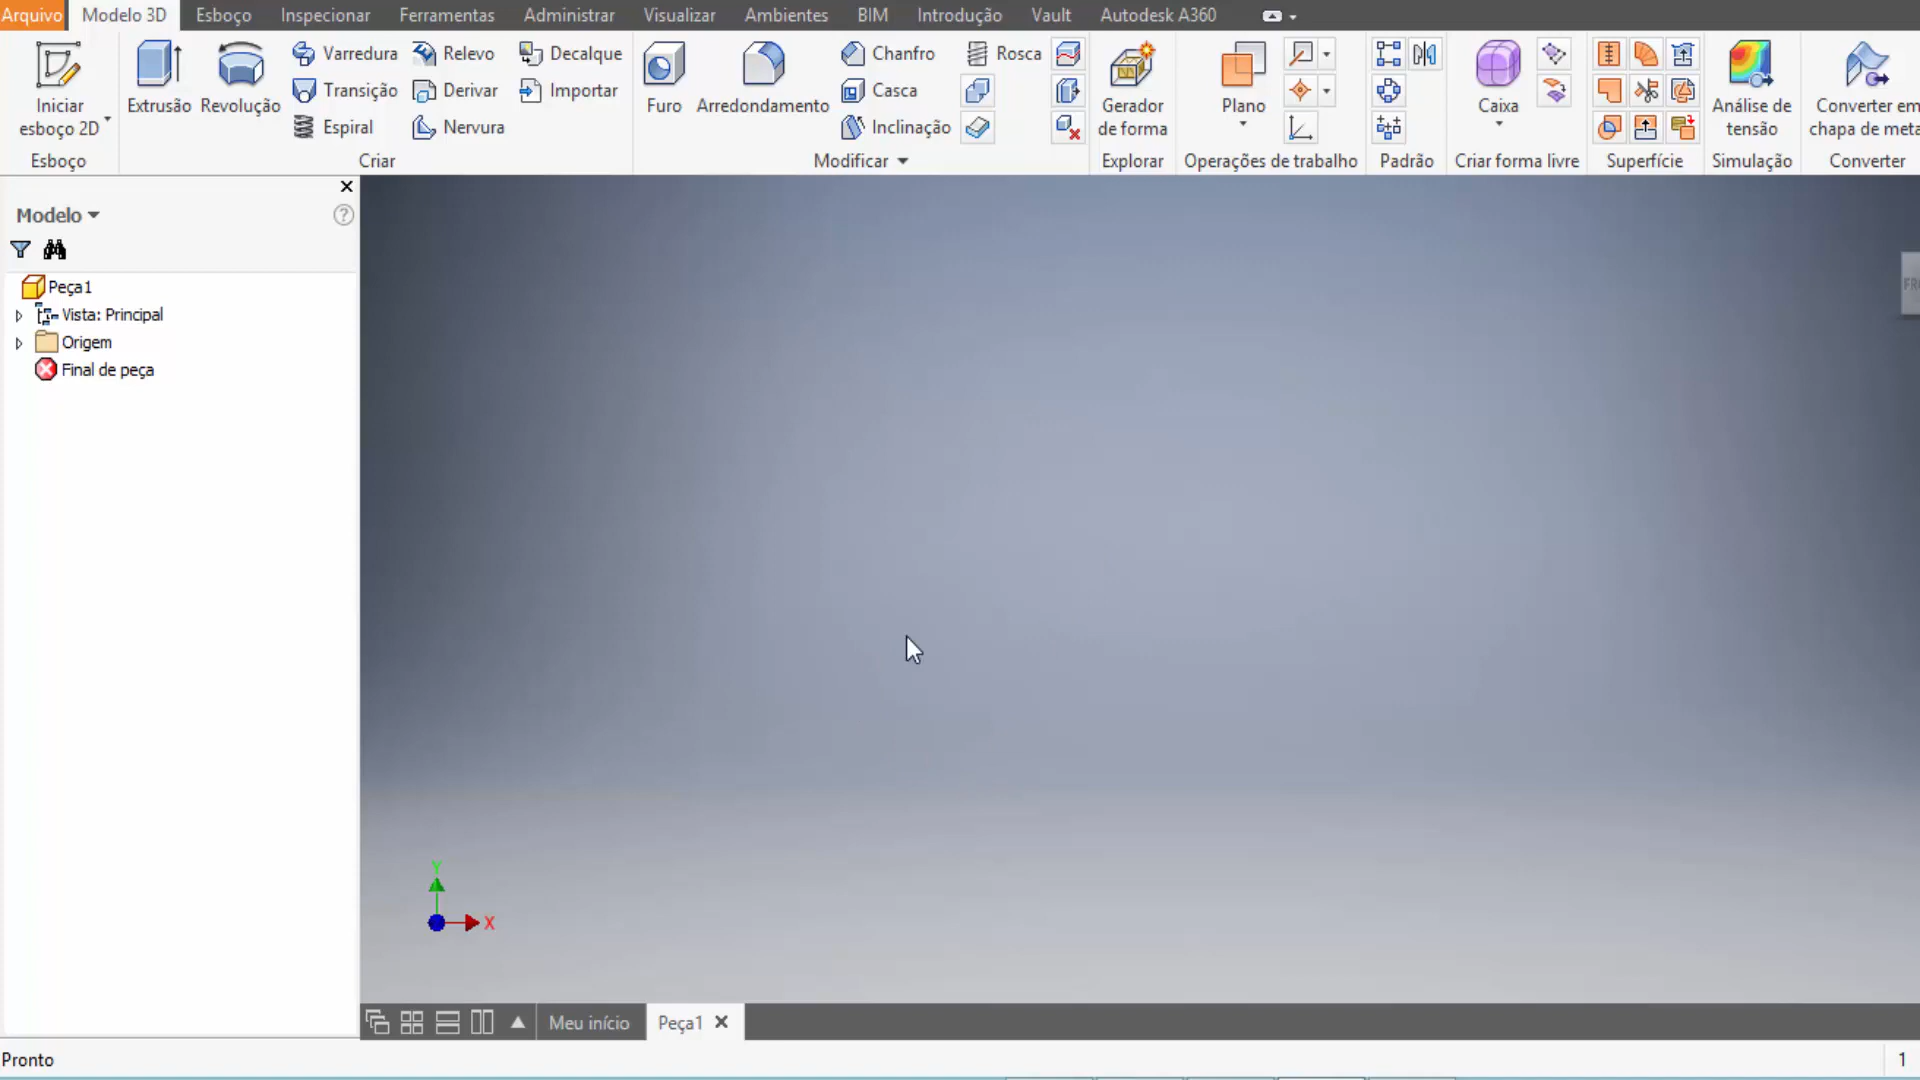 Arquivo Modelo 3D Esboço Inspecionar Ferramentas Administrar Visualizar Ambientes BIM Introdução Vault Autodesk A360
Iniciar esboço 2D
Extrusão
Revolução
Varredura
Transição
Espiral
Relevo
Derivar
Nervura
Decalque
Importar
Furo
Arredondamento
Chanfro
Casca
Inclinação
Rosca
Gerador de forma
Plano
Caixa
Análise de tensão
Converter em chapa de meta
Esboço Criar Modificar Explorar Operações de trabalho Padrão Criar forma livre Superfície Simulação Converter
Modelo
Peça1
Vista: Principal
Origem
Final de peça
Y
X
Meu início Peça1
Pronto
1